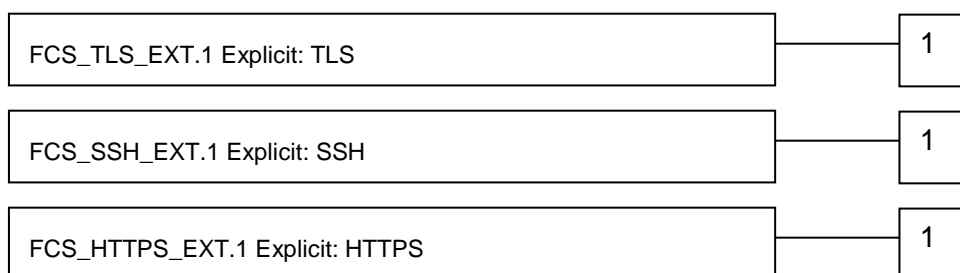 FCS_TLS_EXT.1 Explicit: TLS 1
FCS_SSH_EXT.1 Explicit: SSH 1
FCS_HTTPS_EXT.1 Explicit: HTTPS 1